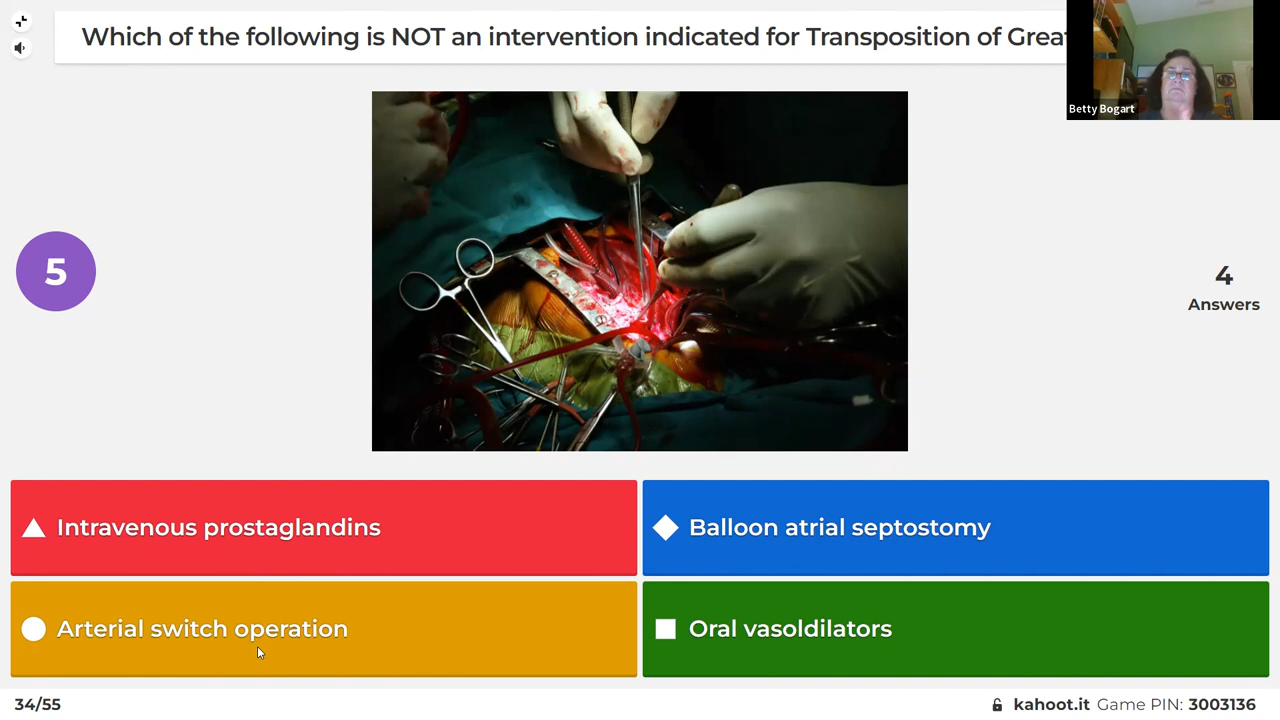 Which of the following is NOT an intervention indicated for Transposition of Grea
Betty Bogart
5
4
Answers
Intravenous prostaglandins
Balloon atrial septostomy
Arterial switch operation
Oral vasoldilators
34/55
kahoot.it Game PIN: 3003136